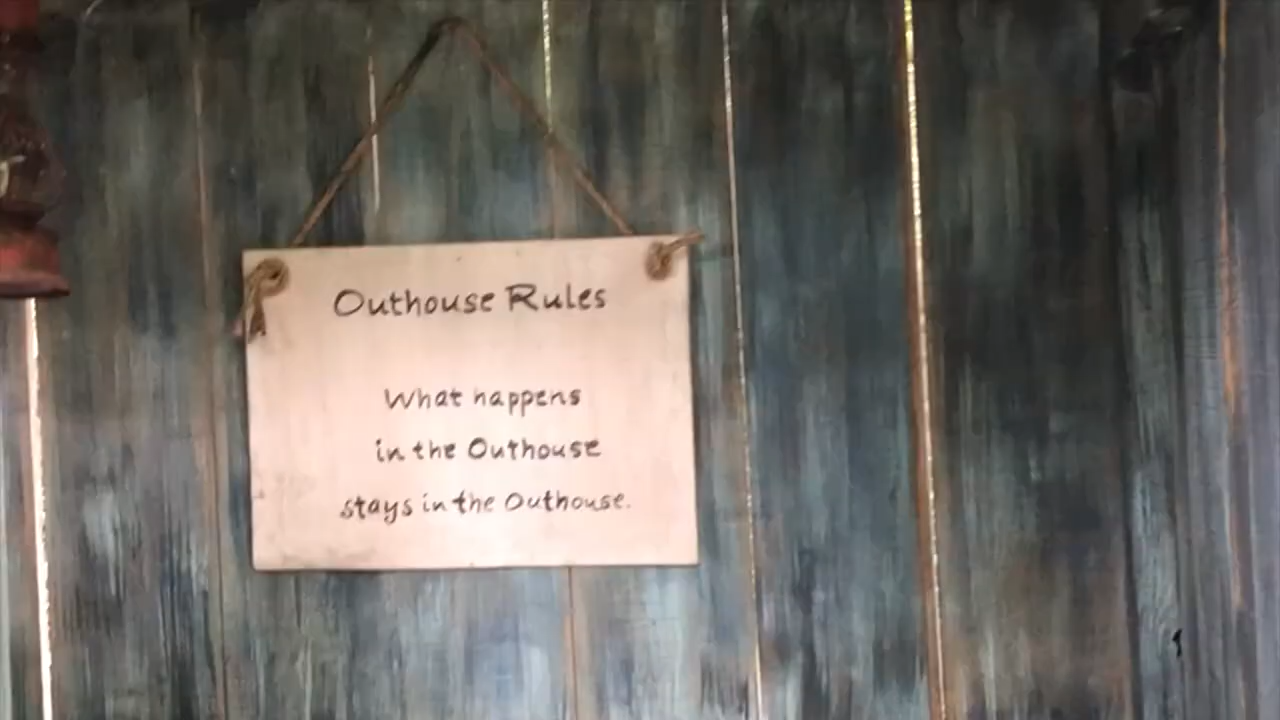 Outhouse Rules
What happens
in the Outhouse
stays in the Outhouse.